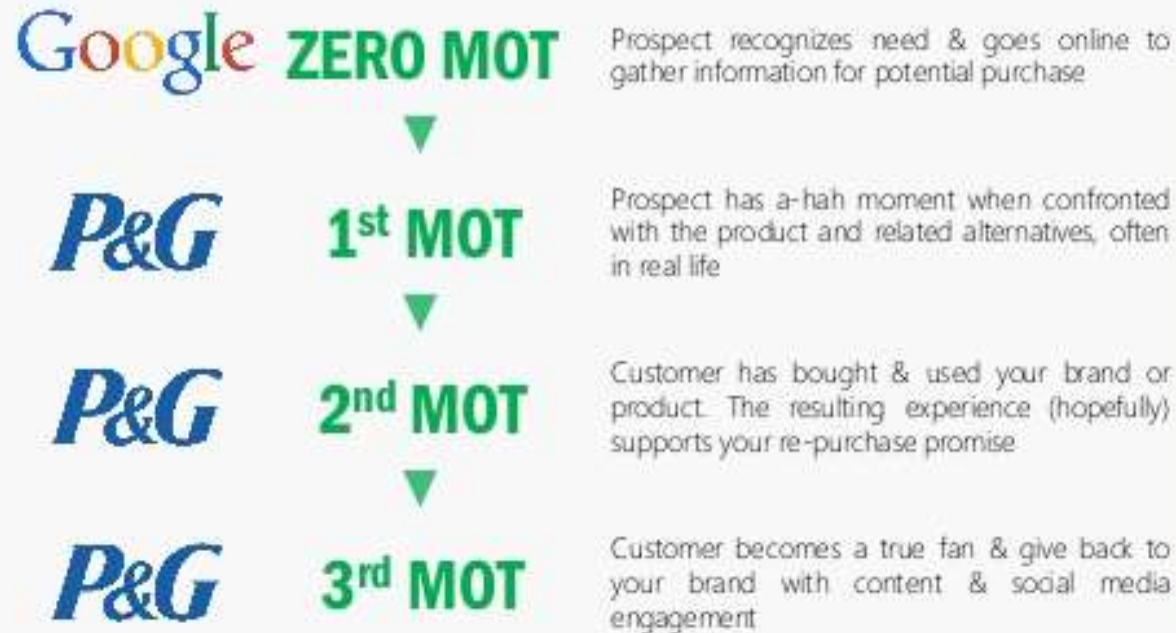 Google ZERO MOT
Prospect recognizes need & goes online to
gather information for potential purchase
P&G 1st MOT
Prospect has a-hah moment when confronted
with the product and related alternatives, often
in real life
P&G 2nd MOT
Customer has bought & used your brand or
product. The resulting experience (hopefully)
supports your re-purchase promise
P&G 3rd MOT
Customer becomes a true fan & give back to
your brand with content & social media
engagement